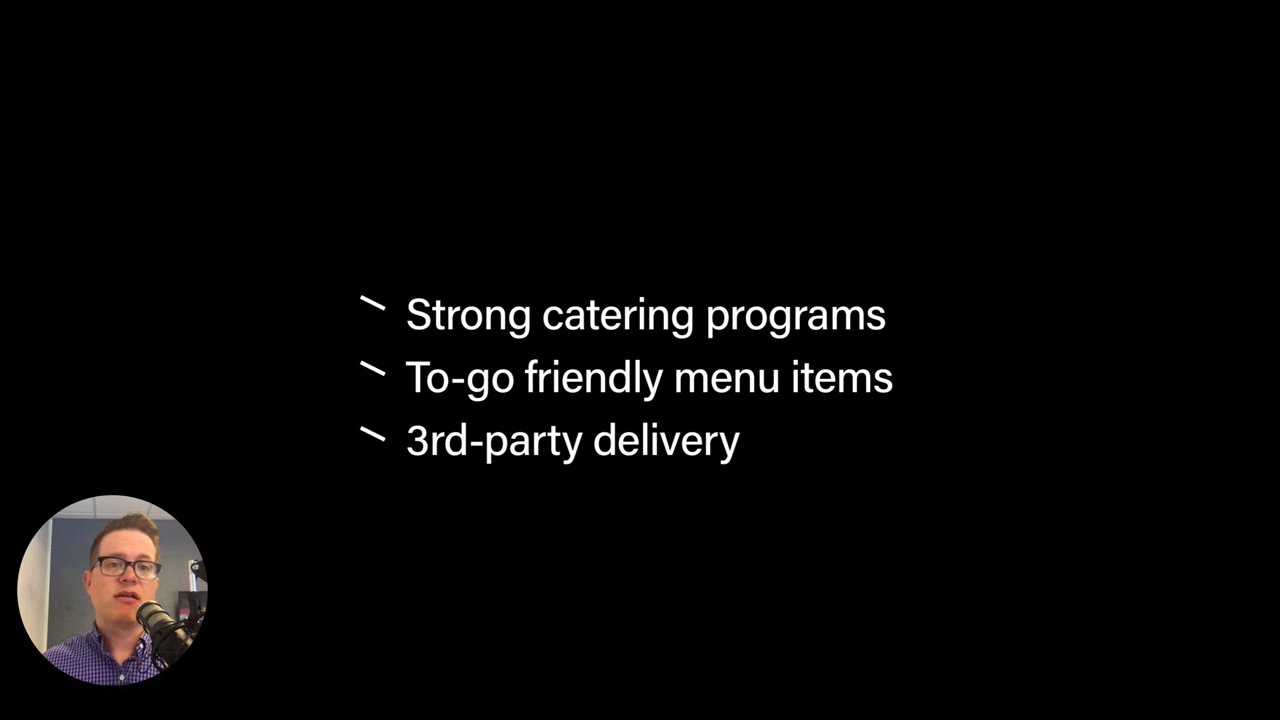 Strong catering programs
To-go friendly menu items
3rd-party delivery